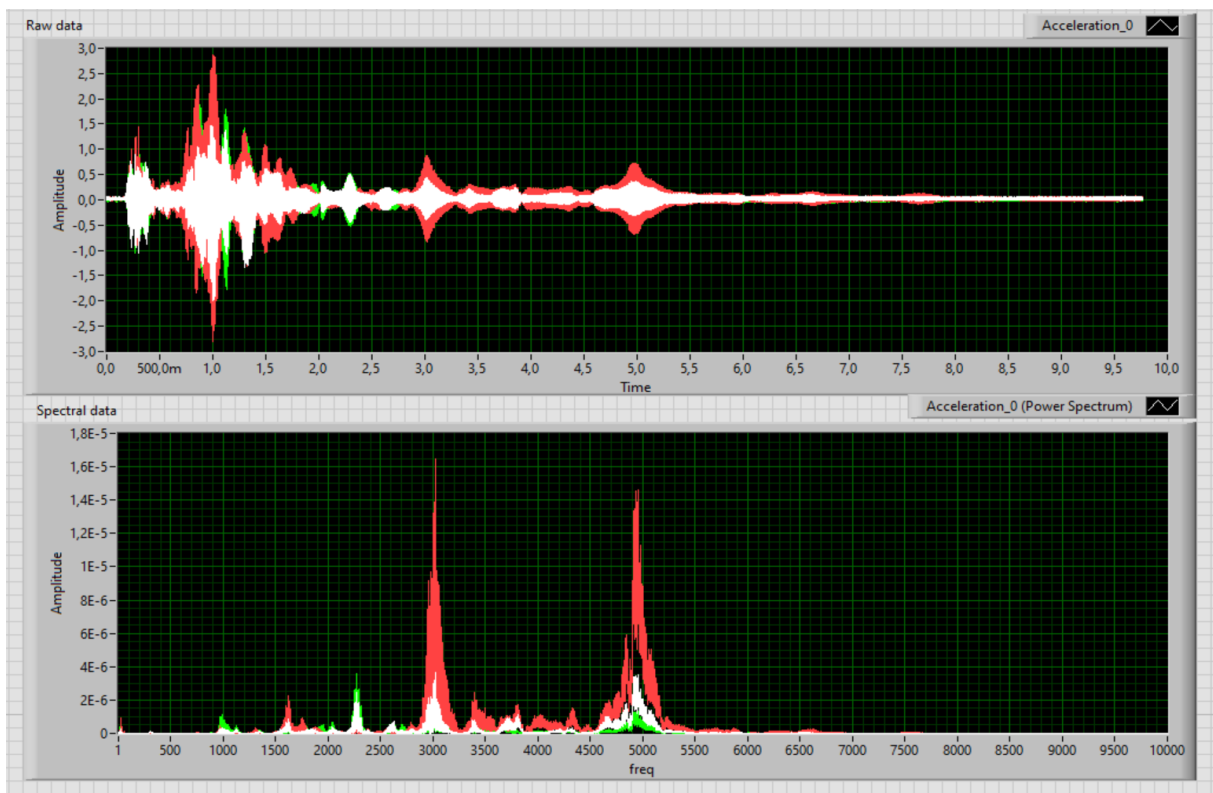 Raw data
Acceleration_0
3,0
2,5
2,0
1,5
1,0
0,5
0,0
-0,5
-1,0
-1,5
-2,0
-2,5
-3,0
Amplitude
0,0 500,0m 1,0 1,5 2,0 2,5 3,0 3,5 4,0 4,5 5,0 5,5 6,0 6,5 7,0 7,5 8,0 8,5 9,0 9,5 10,0
Time
Spectral data
Acceleration_0 (Power Spectrum)
1,8E-5
1,6E-5
1,4E-5
1,2E-5
1E-5
8E-6
6E-6
4E-6
2E-6
0
Amplitude
1 500 1000 1500 2000 2500 3000 3500 4000 4500 5000 5500 6000 6500 7000 7500 8000 8500 9000 9500 10000
freq